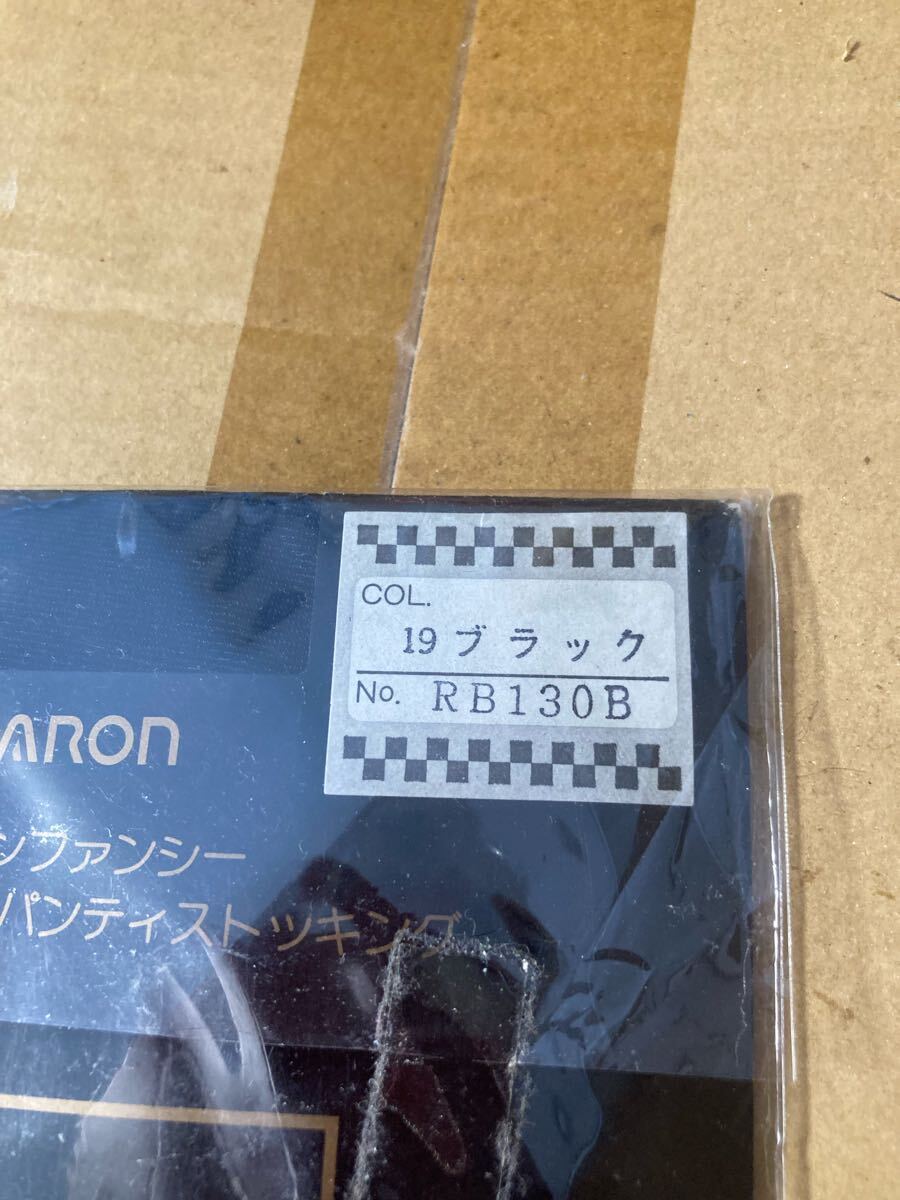 COL.
19ブラック
No. RB130B
ARON
ンファンシー
パンティストッキング